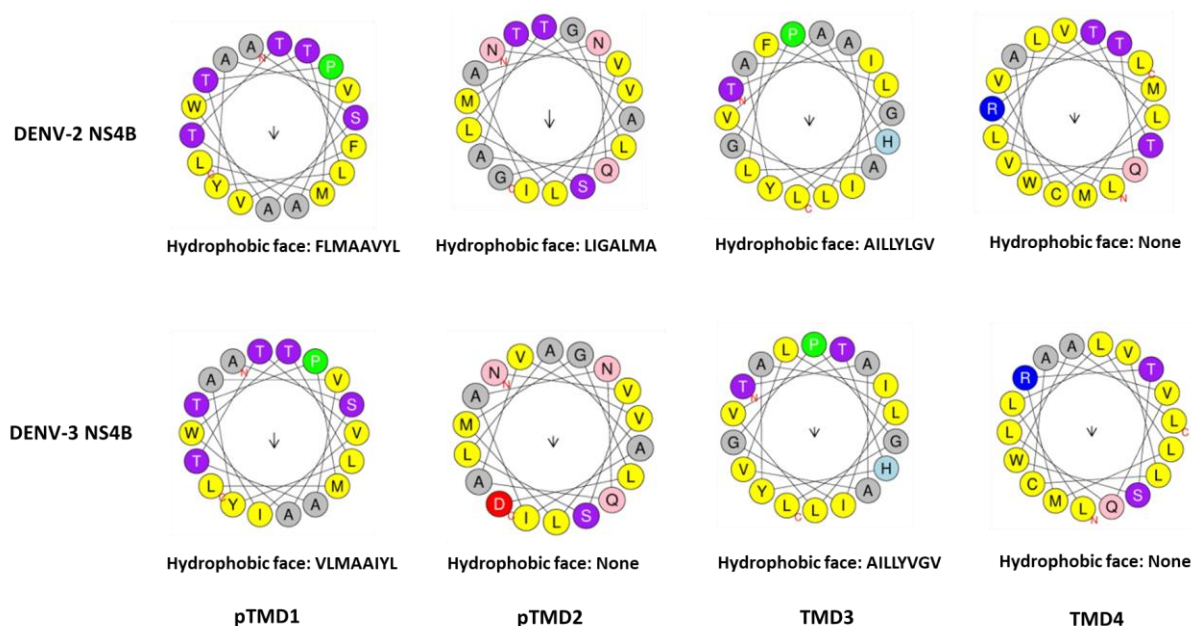 DENV-2 NS4B
T T P V S F L M A A V Y L T W T A A N C
T G N V V A L Q S L I G A L M A N T N C
P A A I L G H A I L L Y L G V T A F N C
V T T L M L T Q L M C W V L R V A L N C
Hydrophobic face: FLMAAVYL
Hydrophobic face: LIGALMA
Hydrophobic face: AILLYLGV
Hydrophobic face: None
DENV-3 NS4B
T T P V S V L M A A I Y L T W T A A N C
V A G N V V A L Q S L I D A L M A N N C
P T A I L G H A I L L Y V G V T A L N C
L V T V L L L S Q L M C W L L R A A N C
Hydrophobic face: VLMAAIYL
Hydrophobic face: None
Hydrophobic face: AILLYVGV
Hydrophobic face: None
pTMD1
pTMD2
TMD3
TMD4